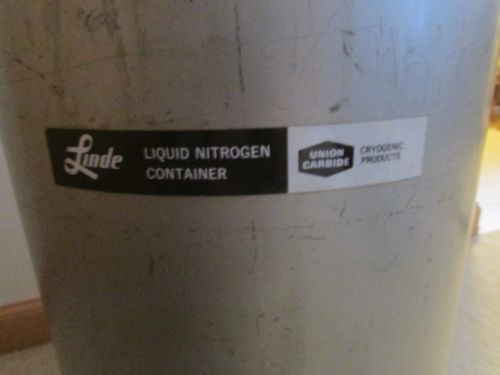 Linde
LIQUID NITROGEN
CONTAINER
UNION
CARBIDE
CRYOGENIC
PRODUCTS